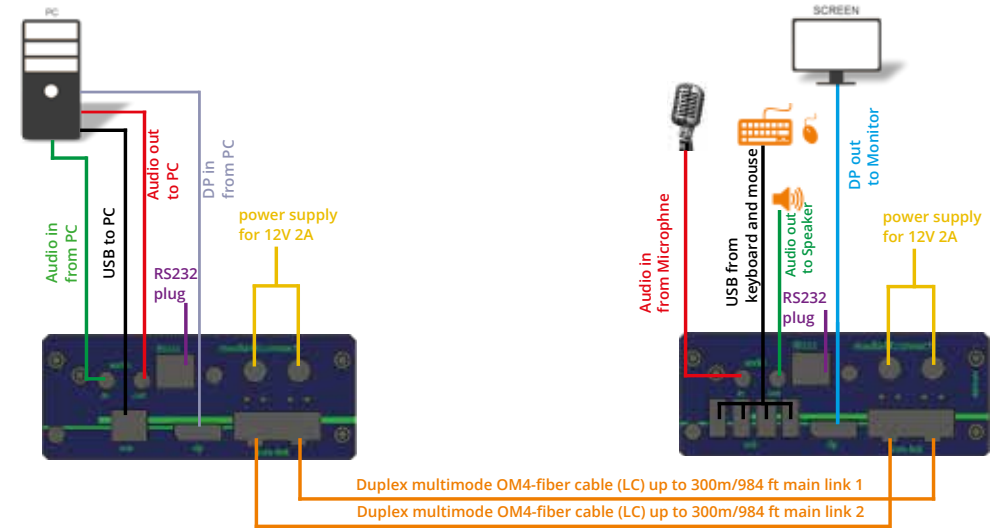 PC
SCREEN
Audio in
from PC
USB to PC
Audio out
to PC
DP in
from PC
RS232
plug
power supply
for 12V 2A
Audio in
from Microphne
USB from
keyboard and mouse
Audio out
to Speaker
RS232
plug
DP out
to Monitor
power supply
for 12V 2A
Duplex multimode OM4-fiber cable (LC) up to 300m/984 ft main link 1
Duplex multimode OM4-fiber cable (LC) up to 300m/984 ft main link 2